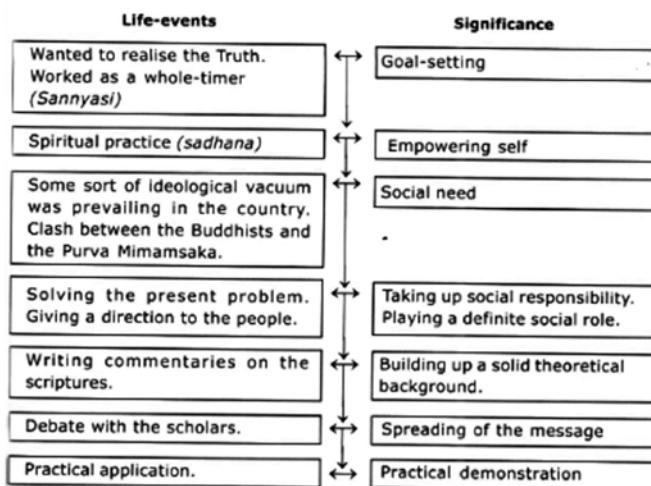 Life-events
Significance
Wanted to realise the Truth.
Worked as a whole-timer
(Sannyasi)
Goal-setting
Spiritual practice (sadhana)
Empowering self
Some sort of ideological vacuum
was prevailing in the country.
Clash between the Buddhists and
the Purva Mimamsaka.
Social need
Solving the present problem.
Giving a direction to the people.
Taking up social responsibility.
Playing a definite social role.
Writing commentaries on the
scriptures.
Building up a solid theoretical
background.
Debate with the scholars.
Spreading of the message
Practical application.
Practical demonstration